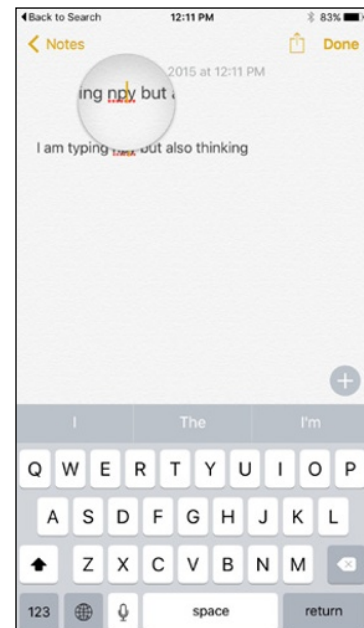 Back to Search 12:11 PM 83%
Notes Done
2015 at 12:11 PM
ing npy but
I am typing npy but also thinking
I The I'm
Q W E R T Y U I O P
A S D F G H J K L
Z X C V B N M
123 space return